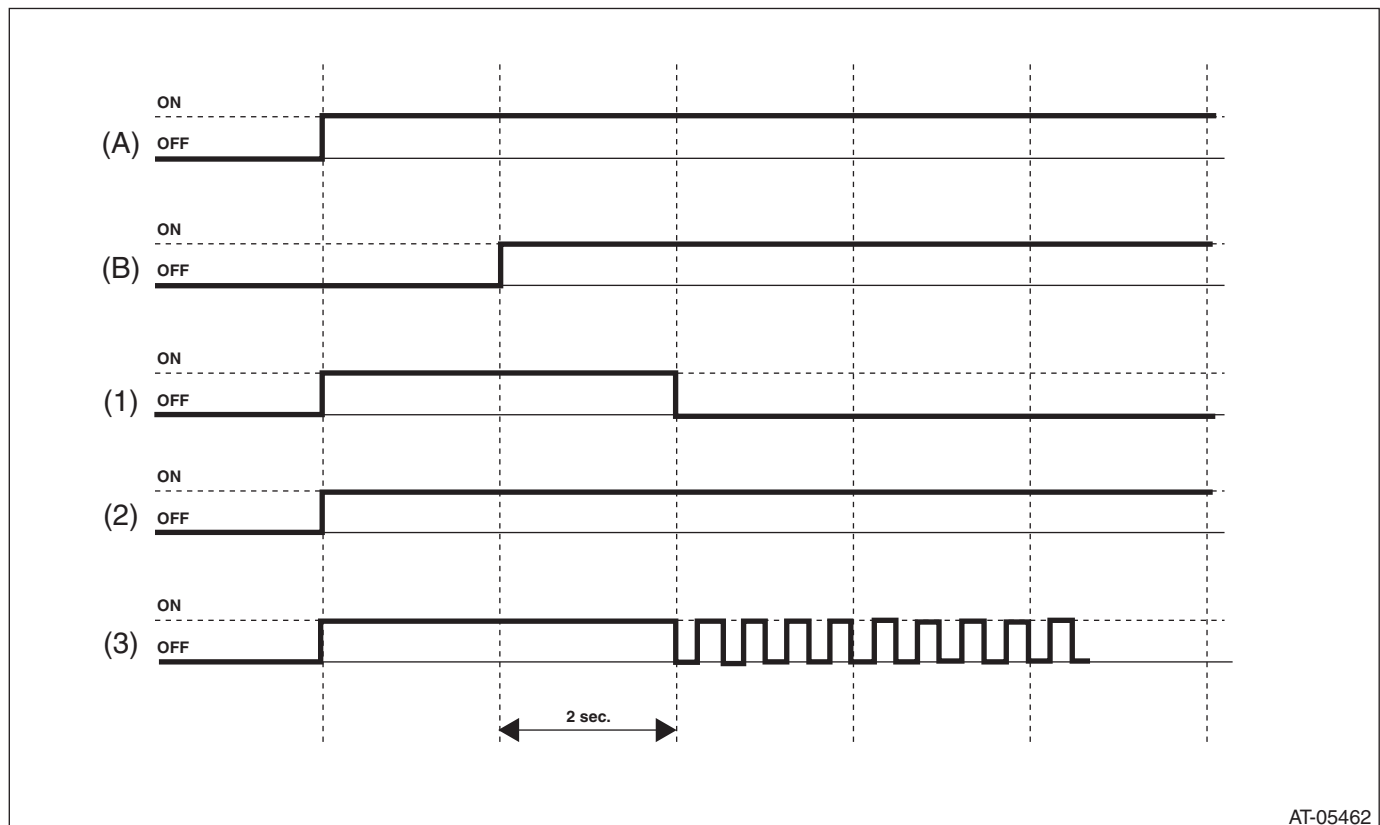 ON
(A) OFF
ON
(B) OFF
ON
(1) OFF
ON
(2) OFF
ON
(3) OFF
2 sec.
AT-05462